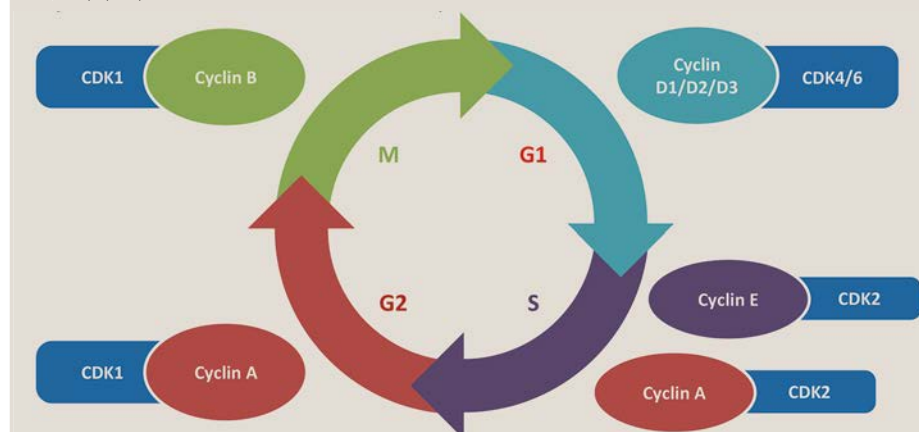 CDK1
Cyclin B
Cyclin
D1/D2/D3
CDK4/6
M
G1
G2
S
Cyclin E
CDK2
CDK1
Cyclin A
Cyclin A
CDK2